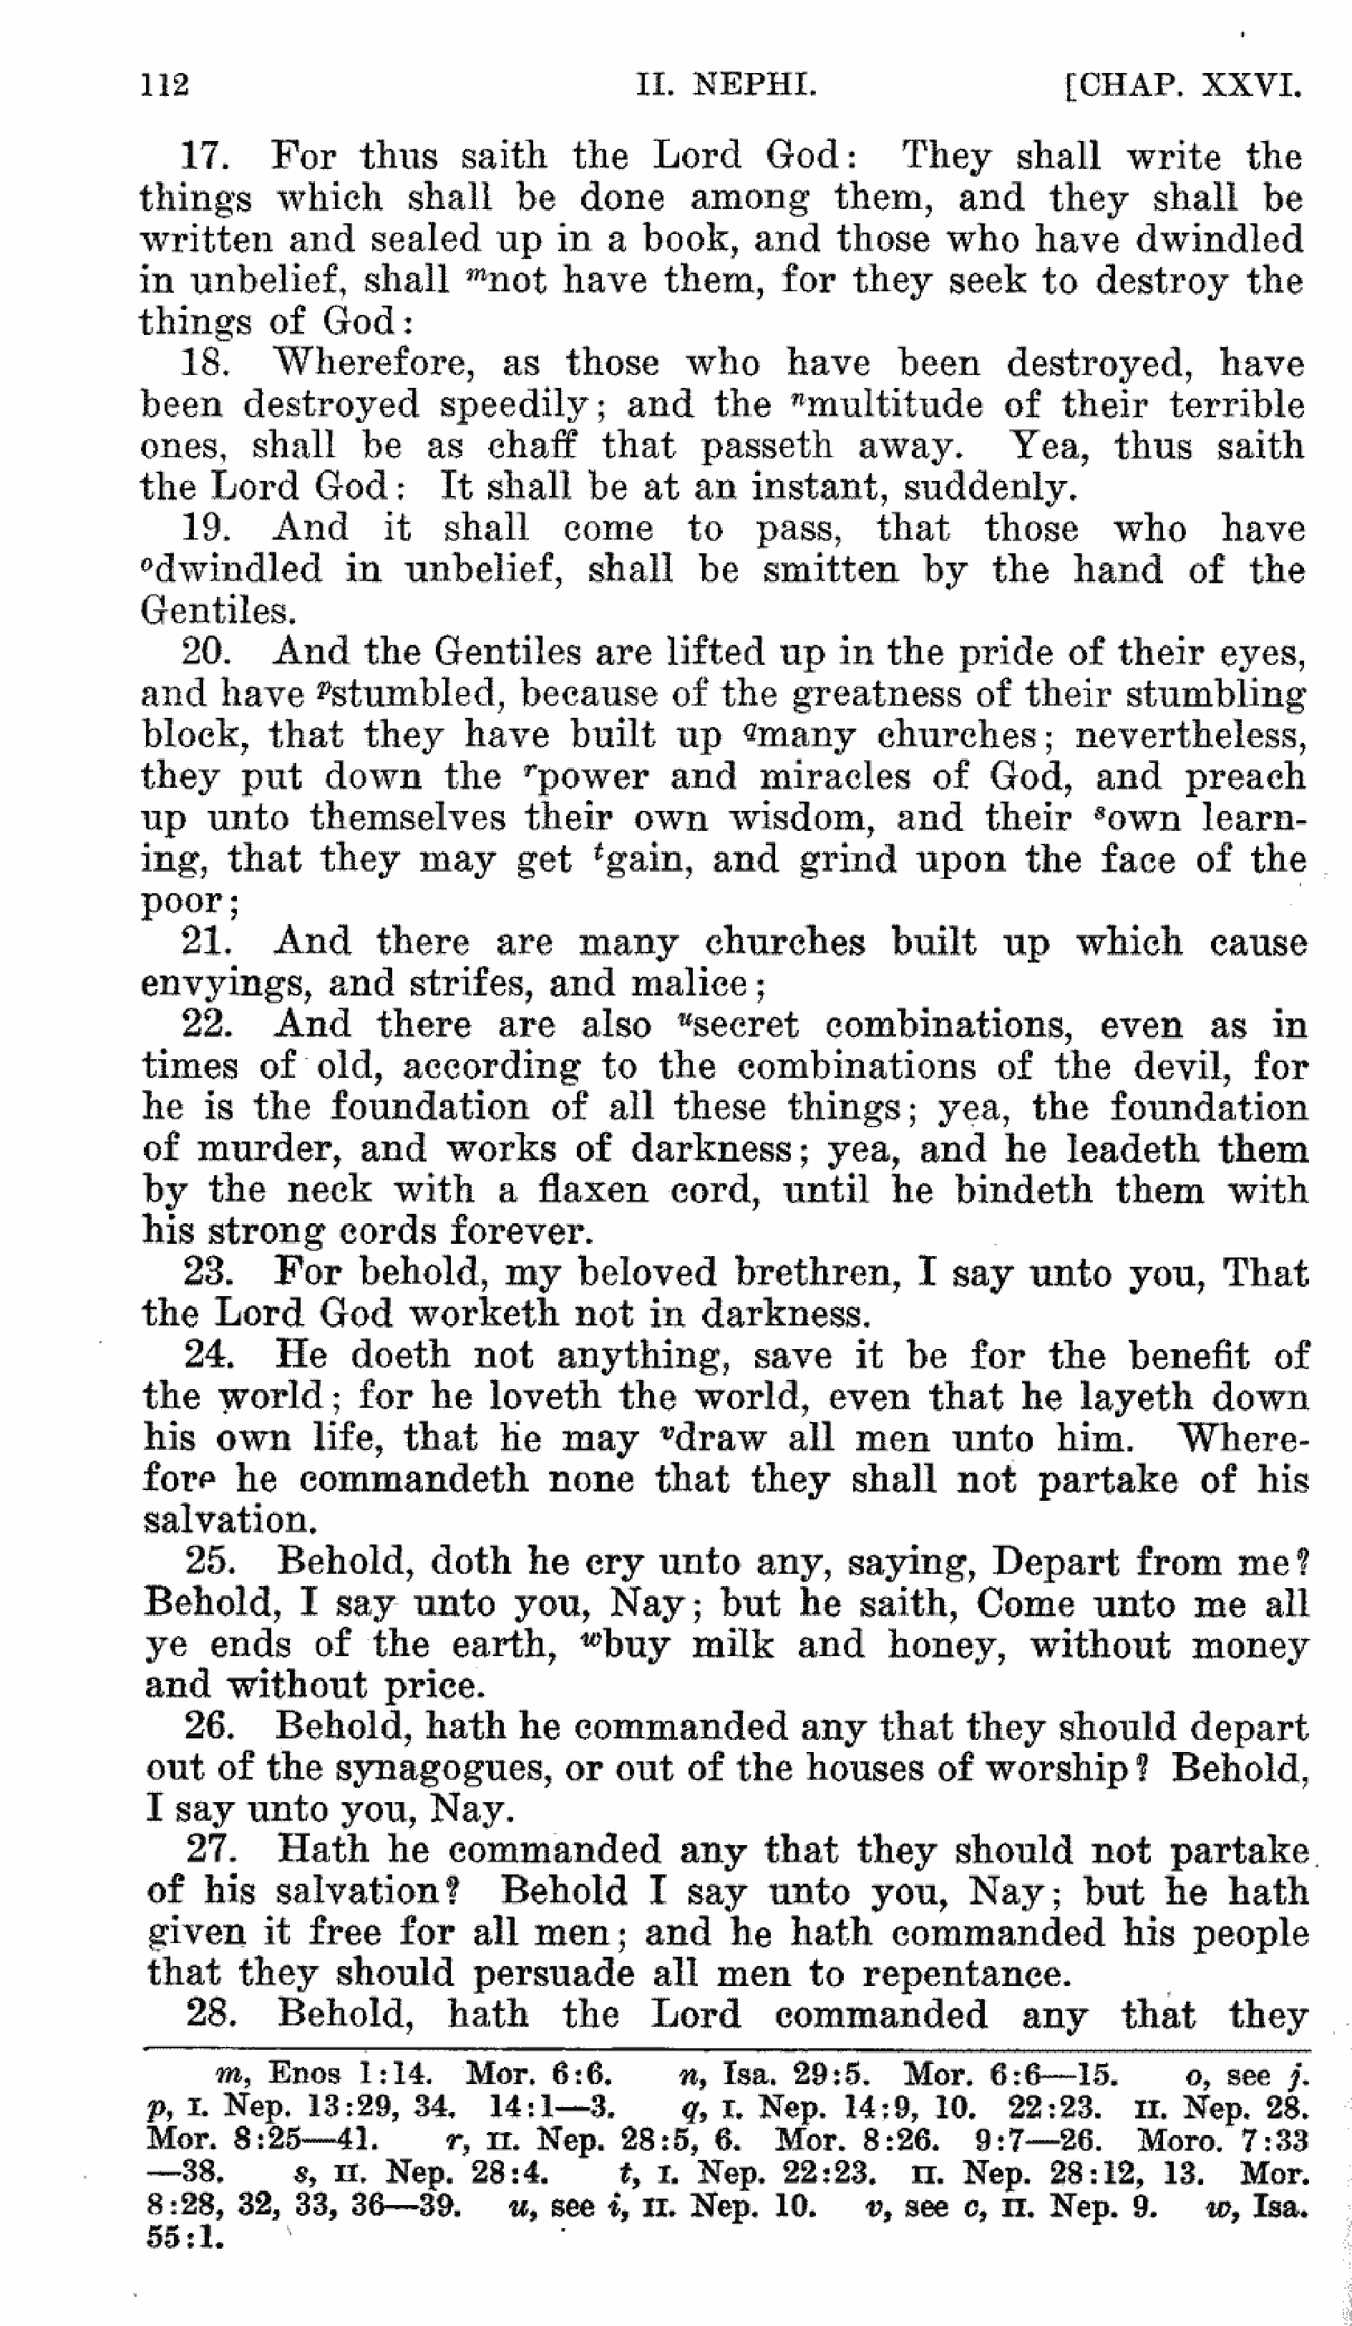 112 II. NEPHI. [CHAP. XXVI.
17. For thus saith the Lord God: They shall write the
things which shall be done among them, and they shall be
written and sealed up in a book, and those who have dwindled
in unbelief, shall ᵐnot have them, for they seek to destroy the
things of God:
18. Wherefore, as those who have been destroyed, have
been destroyed speedily; and the ⁿmultitude of their terrible
ones, shall be as chaff that passeth away. Yea, thus saith
the Lord God: It shall be at an instant, suddenly.
19. And it shall come to pass, that those who have
ᵒdwindled in unbelief, shall be smitten by the hand of the
Gentiles.
20. And the Gentiles are lifted up in the pride of their eyes,
and have ᵖstumbled, because of the greatness of their stumbling
block, that they have built up qmany churches; nevertheless,
they put down the ʳpower and miracles of God, and preach
up unto themselves their own wisdom, and their ˢown learn-
ing, that they may get ᵗgain, and grind upon the face of the
poor;
21. And there are many churches built up which cause
envyings, and strifes, and malice;
22. And there are also ᵘsecret combinations, even as in
times of old, according to the combinations of the devil, for
he is the foundation of all these things; yea, the foundation
of murder, and works of darkness; yea, and he leadeth them
by the neck with a flaxen cord, until he bindeth them with
his strong cords forever.
23. For behold, my beloved brethren, I say unto you, That
the Lord God worketh not in darkness.
24. He doeth not anything, save it be for the benefit of
the world; for he loveth the world, even that he layeth down
his own life, that he may ᵛdraw all men unto him. Where-
fore he commandeth none that they shall not partake of his
salvation.
25. Behold, doth he cry unto any, saying, Depart from me?
Behold, I say unto you, Nay; but he saith, Come unto me all
ye ends of the earth, ʷbuy milk and honey, without money
and without price.
26. Behold, hath he commanded any that they should depart
out of the synagogues, or out of the houses of worship? Behold,
I say unto you, Nay.
27. Hath he commanded any that they should not partake
of his salvation? Behold I say unto you, Nay; but he hath
given it free for all men; and he hath commanded his people
that they should persuade all men to repentance.
28. Behold, hath the Lord commanded any that they
m, Enos 1:14. Mor. 6:6. n, Isa. 29:5. Mor. 6:6—15. o, see j.
p, I. Nep. 13:29, 34. 14:1—3. q, I. Nep. 14:9, 10. 22:23. II. Nep. 28.
Mor. 8:25—41. r, II. Nep. 28:5, 6. Mor. 8:26. 9:7—26. Moro. 7:33
—38. s, II. Nep. 28:4. t, I. Nep. 22:23. II. Nep. 28:12, 13. Mor.
8:28, 32, 33, 36—39. u, see i, II. Nep. 10. v, see c, II. Nep. 9. w, Isa.
55:1.